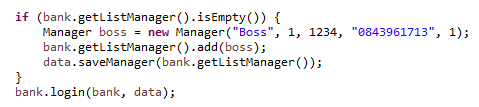 if (bank.getListManager().isEmpty()) {
    Manager boss = new Manager("Boss", 1, 1234, "0843961713", 1);
    bank.getListManager().add(boss);
    data.saveManager(bank.getListManager());
}
bank.login(bank, data);